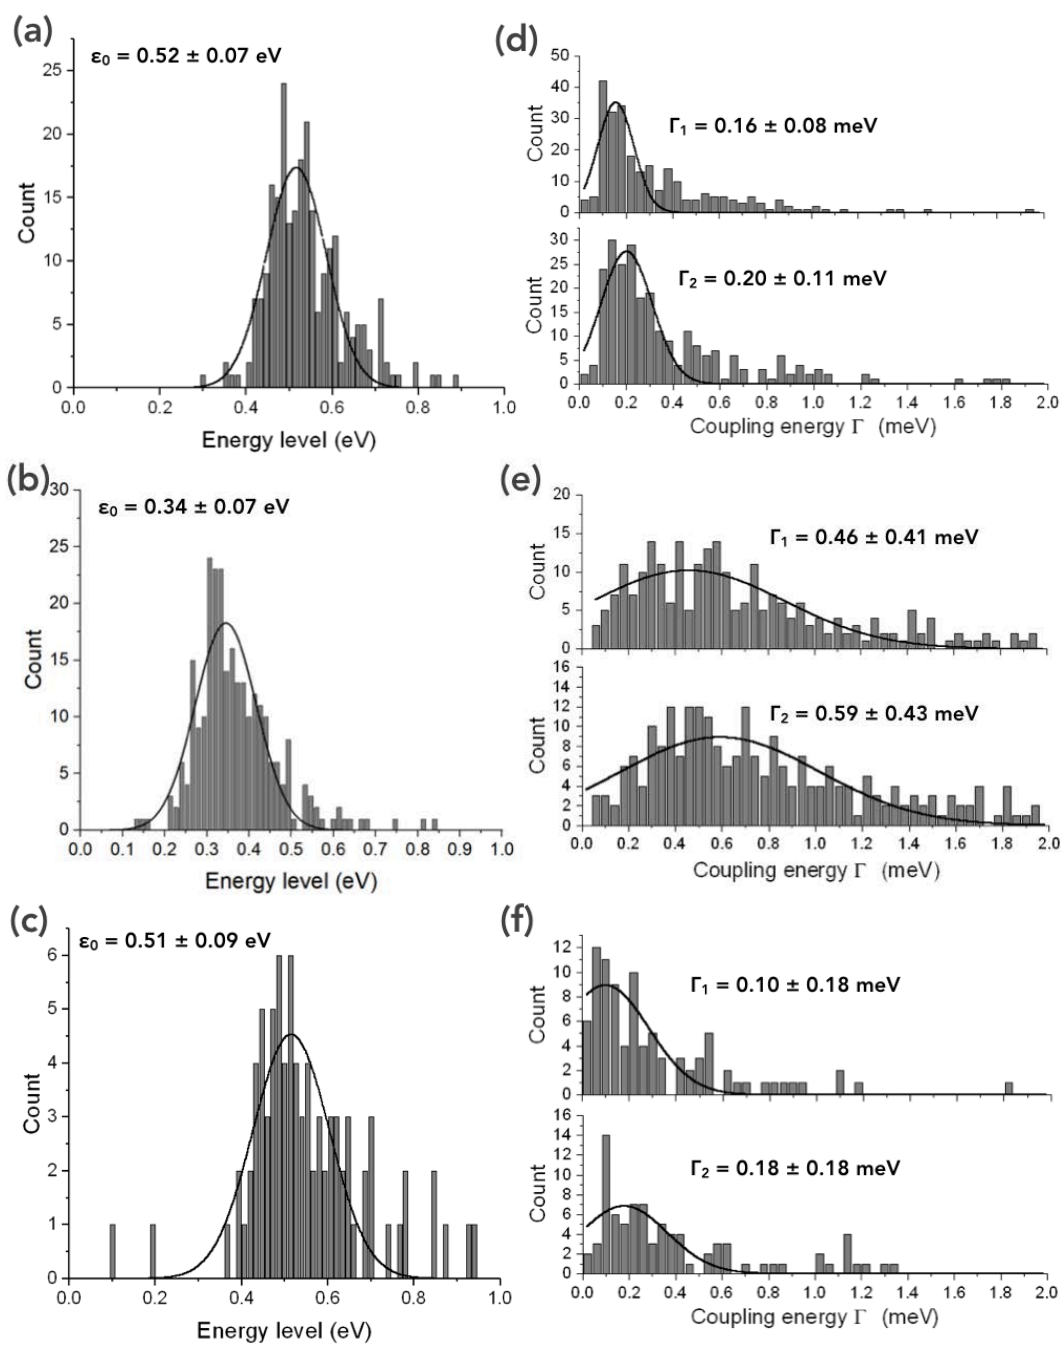 (a)
ε₀ = 0.52 ± 0.07 eV
Count
25
20
15
10
5
0
0.0 0.2 0.4 0.6 0.8 1.0
Energy level (eV)
(d)
Γ₁ = 0.16 ± 0.08 meV
Count
50
40
30
20
10
0
Γ₂ = 0.20 ± 0.11 meV
Count
30
25
20
15
10
5
0
0.0 0.2 0.4 0.6 0.8 1.0 1.2 1.4 1.6 1.8 2.0
Coupling energy Γ (meV)
(b)
ε₀ = 0.34 ± 0.07 eV
Count
30
25
20
15
10
5
0
0.0 0.1 0.2 0.3 0.4 0.5 0.6 0.7 0.8 0.9 1.0
Energy level (eV)
(e)
Γ₁ = 0.46 ± 0.41 meV
Count
20
15
10
5
0
Γ₂ = 0.59 ± 0.43 meV
Count
16
14
12
10
8
6
4
2
0
0.0 0.2 0.4 0.6 0.8 1.0 1.2 1.4 1.6 1.8 2.0
Coupling energy Γ (meV)
(c)
ε₀ = 0.51 ± 0.09 eV
Count
6
5
4
3
2
1
0
0.0 0.2 0.4 0.6 0.8 1.0
Energy level (eV)
(f)
Γ₁ = 0.10 ± 0.18 meV
Count
12
10
8
6
4
2
0
Γ₂ = 0.18 ± 0.18 meV
Count
16
14
12
10
8
6
4
2
0
0.0 0.2 0.4 0.6 0.8 1.0 1.2 1.4 1.6 1.8 2.0
Coupling energy Γ (meV)